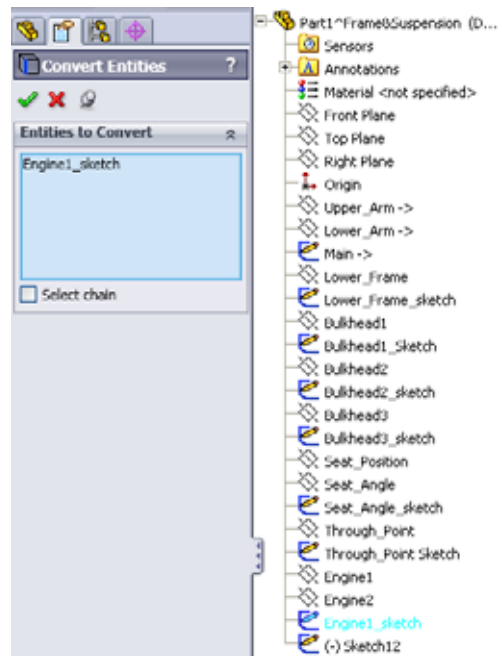 Convert Entities ?
Entities to Convert
Engine1_sketch
Select chain
Part1^Frame&Suspension (D...
Sensors
A Annotations
Material <not specified>
Front Plane
Top Plane
Right Plane
Origin
Upper_Arm ->
Lower_Arm ->
Main ->
Lower_Frame
Lower_Frame_sketch
Bulkhead1
Bulkhead1_Sketch
Bulkhead2
Bulkhead2_sketch
Bulkhead3
Bulkhead3_sketch
Seat_Position
Seat_Angle
Seat_Angle_sketch
Through_Point
Through_Point Sketch
Engine1
Engine2
Engine1_sketch
(-) Sketch12